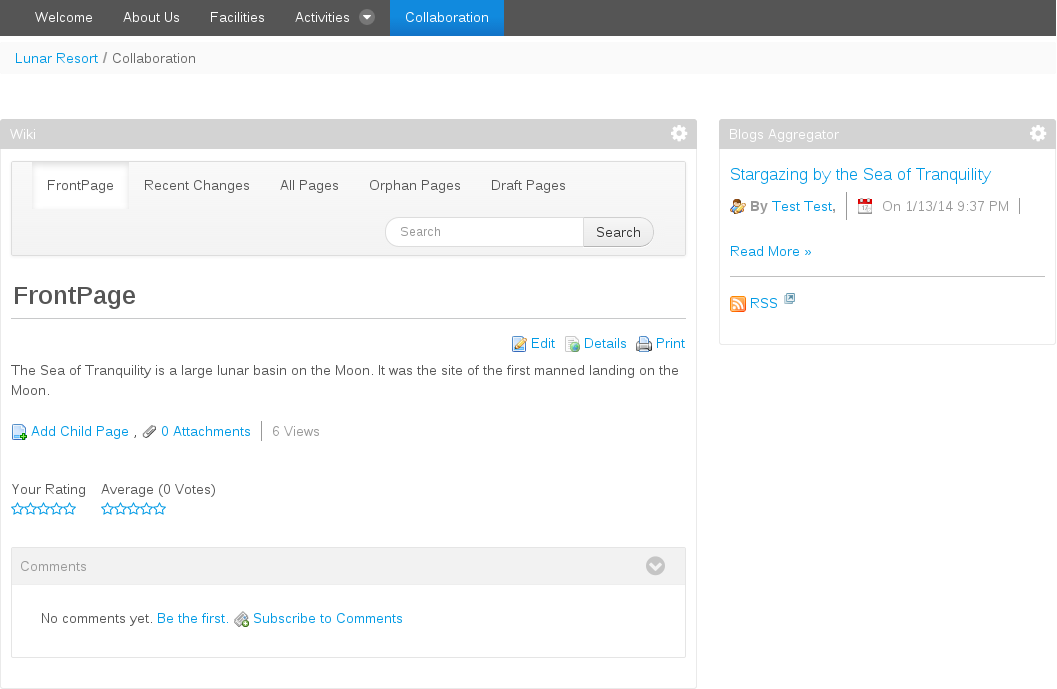 Welcome About Us Facilities Activities Collaboration
Lunar Resort / Collaboration
Wiki
FrontPage Recent Changes All Pages Orphan Pages Draft Pages
Search Search
FrontPage
Edit Details Print
The Sea of Tranquility is a large lunar basin on the Moon. It was the site of the first manned landing on the
Moon.
Add Child Page , 0 Attachments 6 Views
Your Rating Average (0 Votes)
Comments
No comments yet. Be the first. Subscribe to Comments
Blogs Aggregator
Stargazing by the Sea of Tranquility
By Test Test, On 1/13/14 9:37 PM
Read More »
RSS